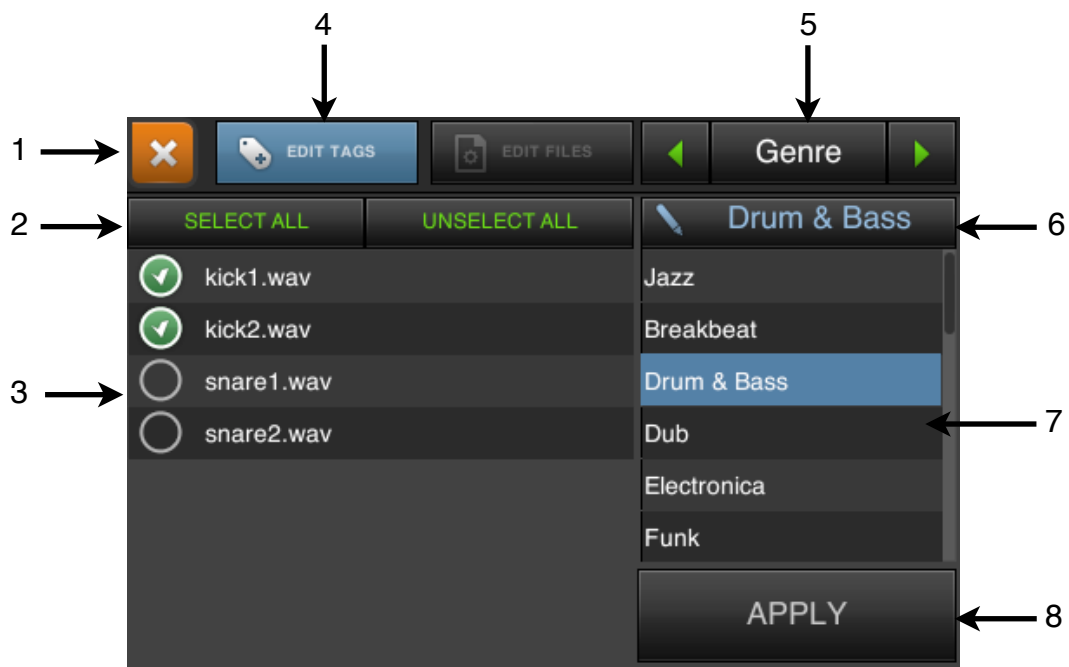 4 5
1 EDIT TAGS EDIT FILES Genre
2 SELECT ALL UNSELECT ALL Drum & Bass 6
kick1.wav Jazz
kick2.wav Breakbeat
3 snare1.wav Drum & Bass
snare2.wav Dub 7
Electronica
Funk
APPLY 8